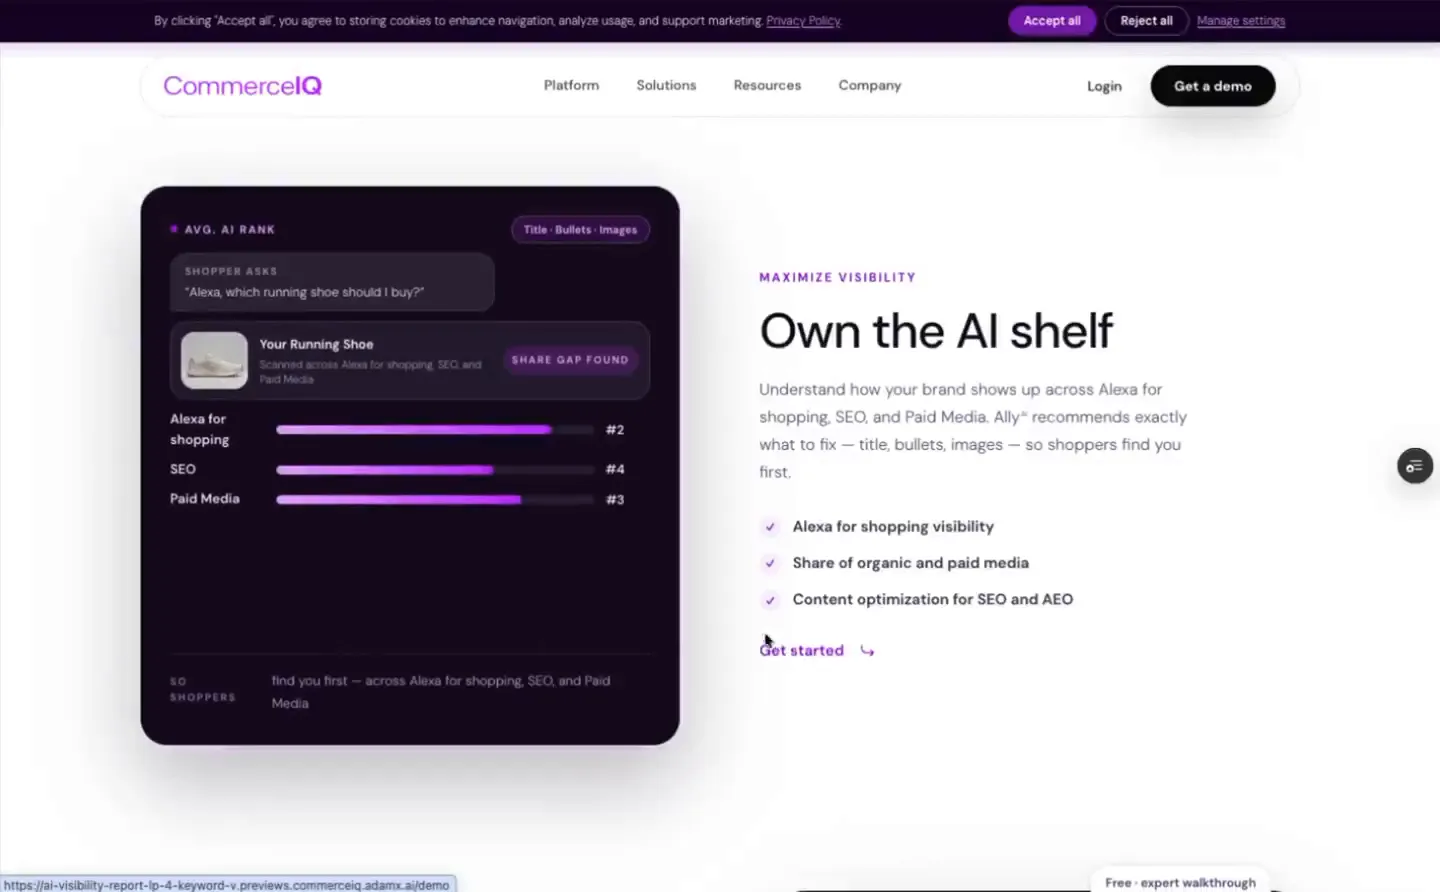 By clicking "Accept all", you agree to storing cookies to enhance navigation, analyze usage, and support marketing. Privacy Policy.
Accept all
Reject all
Manage settings
CommerceIQ
Platform
Solutions
Resources
Company
Login
Get a demo
AVG. AI RANK
Title · Bullets · Images
SHOPPER ASKS
"Alexa, which running shoe should I buy?"
Your Running Shoe
Scanned across Alexa for shopping, SEO, and
Paid Media
SHARE GAP FOUND
Alexa for
shopping
#2
SEO
#4
Paid Media
#3
SO
SHOPPERS
find you first — across Alexa for shopping, SEO, and Paid
Media
MAXIMIZE VISIBILITY
Own the AI shelf
Understand how your brand shows up across Alexa for
shopping, SEO, and Paid Media. Ally recommends exactly
what to fix — title, bullets, images — so shoppers find you
first.
Alexa for shopping visibility
Share of organic and paid media
Content optimization for SEO and AEO
Get started
Free · expert walkthrough
https://ai-visibility-report-lp-4-keyword-v.previews.commerceiq.adamx.ai/demo